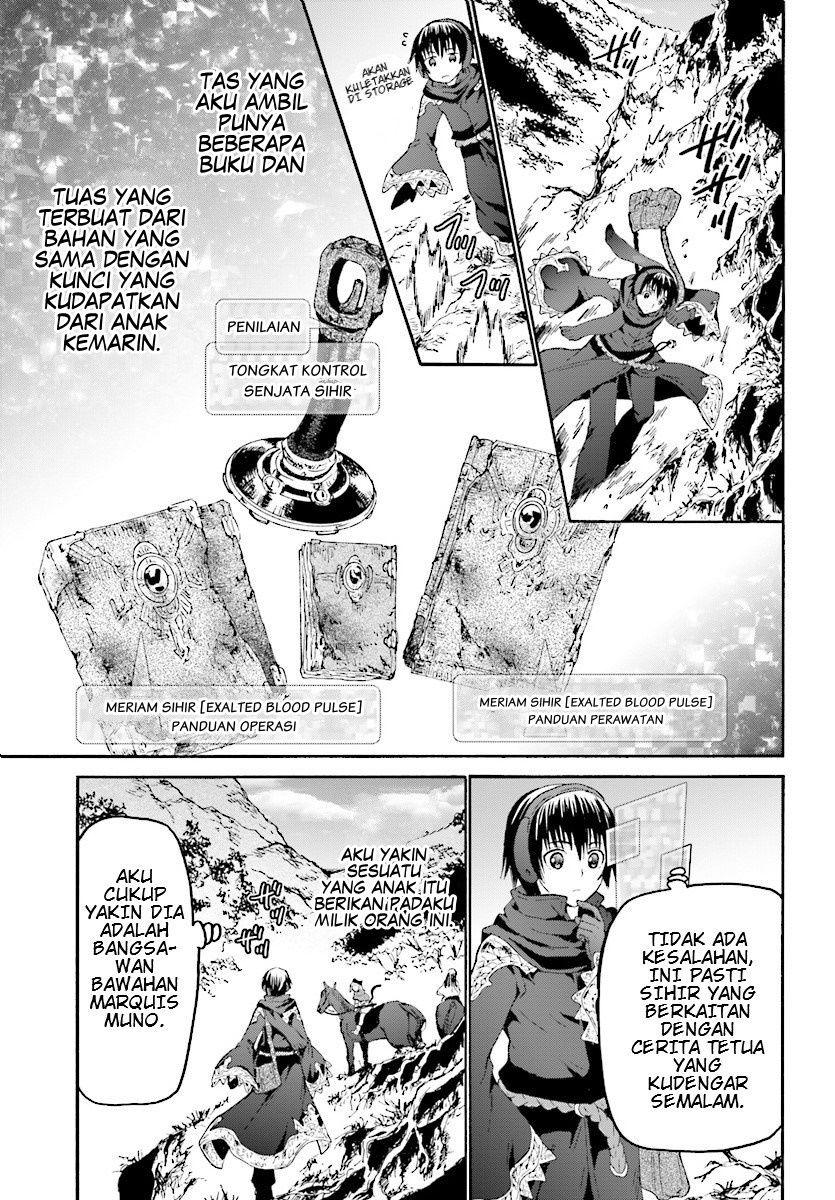 ザザザ
AKAN
KULETAKKAN
DI STORAGE
TAS YANG
AKU AMBIL
PUNYA
BEBERAPA
BUKU DAN
TUAS YANG
TERBUAT DARI
BAHAN YANG
SAMA DENGAN
KUNCI YANG
KUDAPATKAN
DARI ANAK
KEMARIN.
PENILAIAN
TONGKAT KONTROL
SENJATA SIHIR
MERIAM SIHIR [EXALTED BLOOD PULSE]
PANDUAN PERAWATAN
MERIAM SIHIR [EXALTED BLOOD PULSE]
PANDUAN OPERASI
TIDAK ADA
KESALAHAN,
INI PASTI
SIHIR YANG
BERKAITAN
DENGAN
CERITA TETUA
YANG
KUDENGAR
SEMALAM.
AKU YAKIN
SESUATU
YANG ANAK ITU
BERIKAN PADAKU
MILIK ORANG INI.
AKU
CUKUP
YAKIN DIA
ADALAH
BANGSA-
WAN
BAWAHAN
MARQUIS
MUNO.